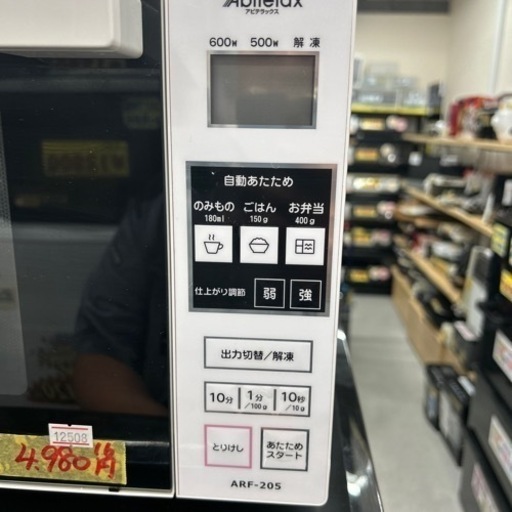 Abitelax
アビテラックス
600W 500W 解凍
自動あたため
のみもの ごはん お弁当
180ml 150g 400g
仕上がり調節 弱 強
出力切替/解凍
10分 1分 10秒
/100g /10g
とりけし あたため
スタート
ARF-205
12508
4,980円